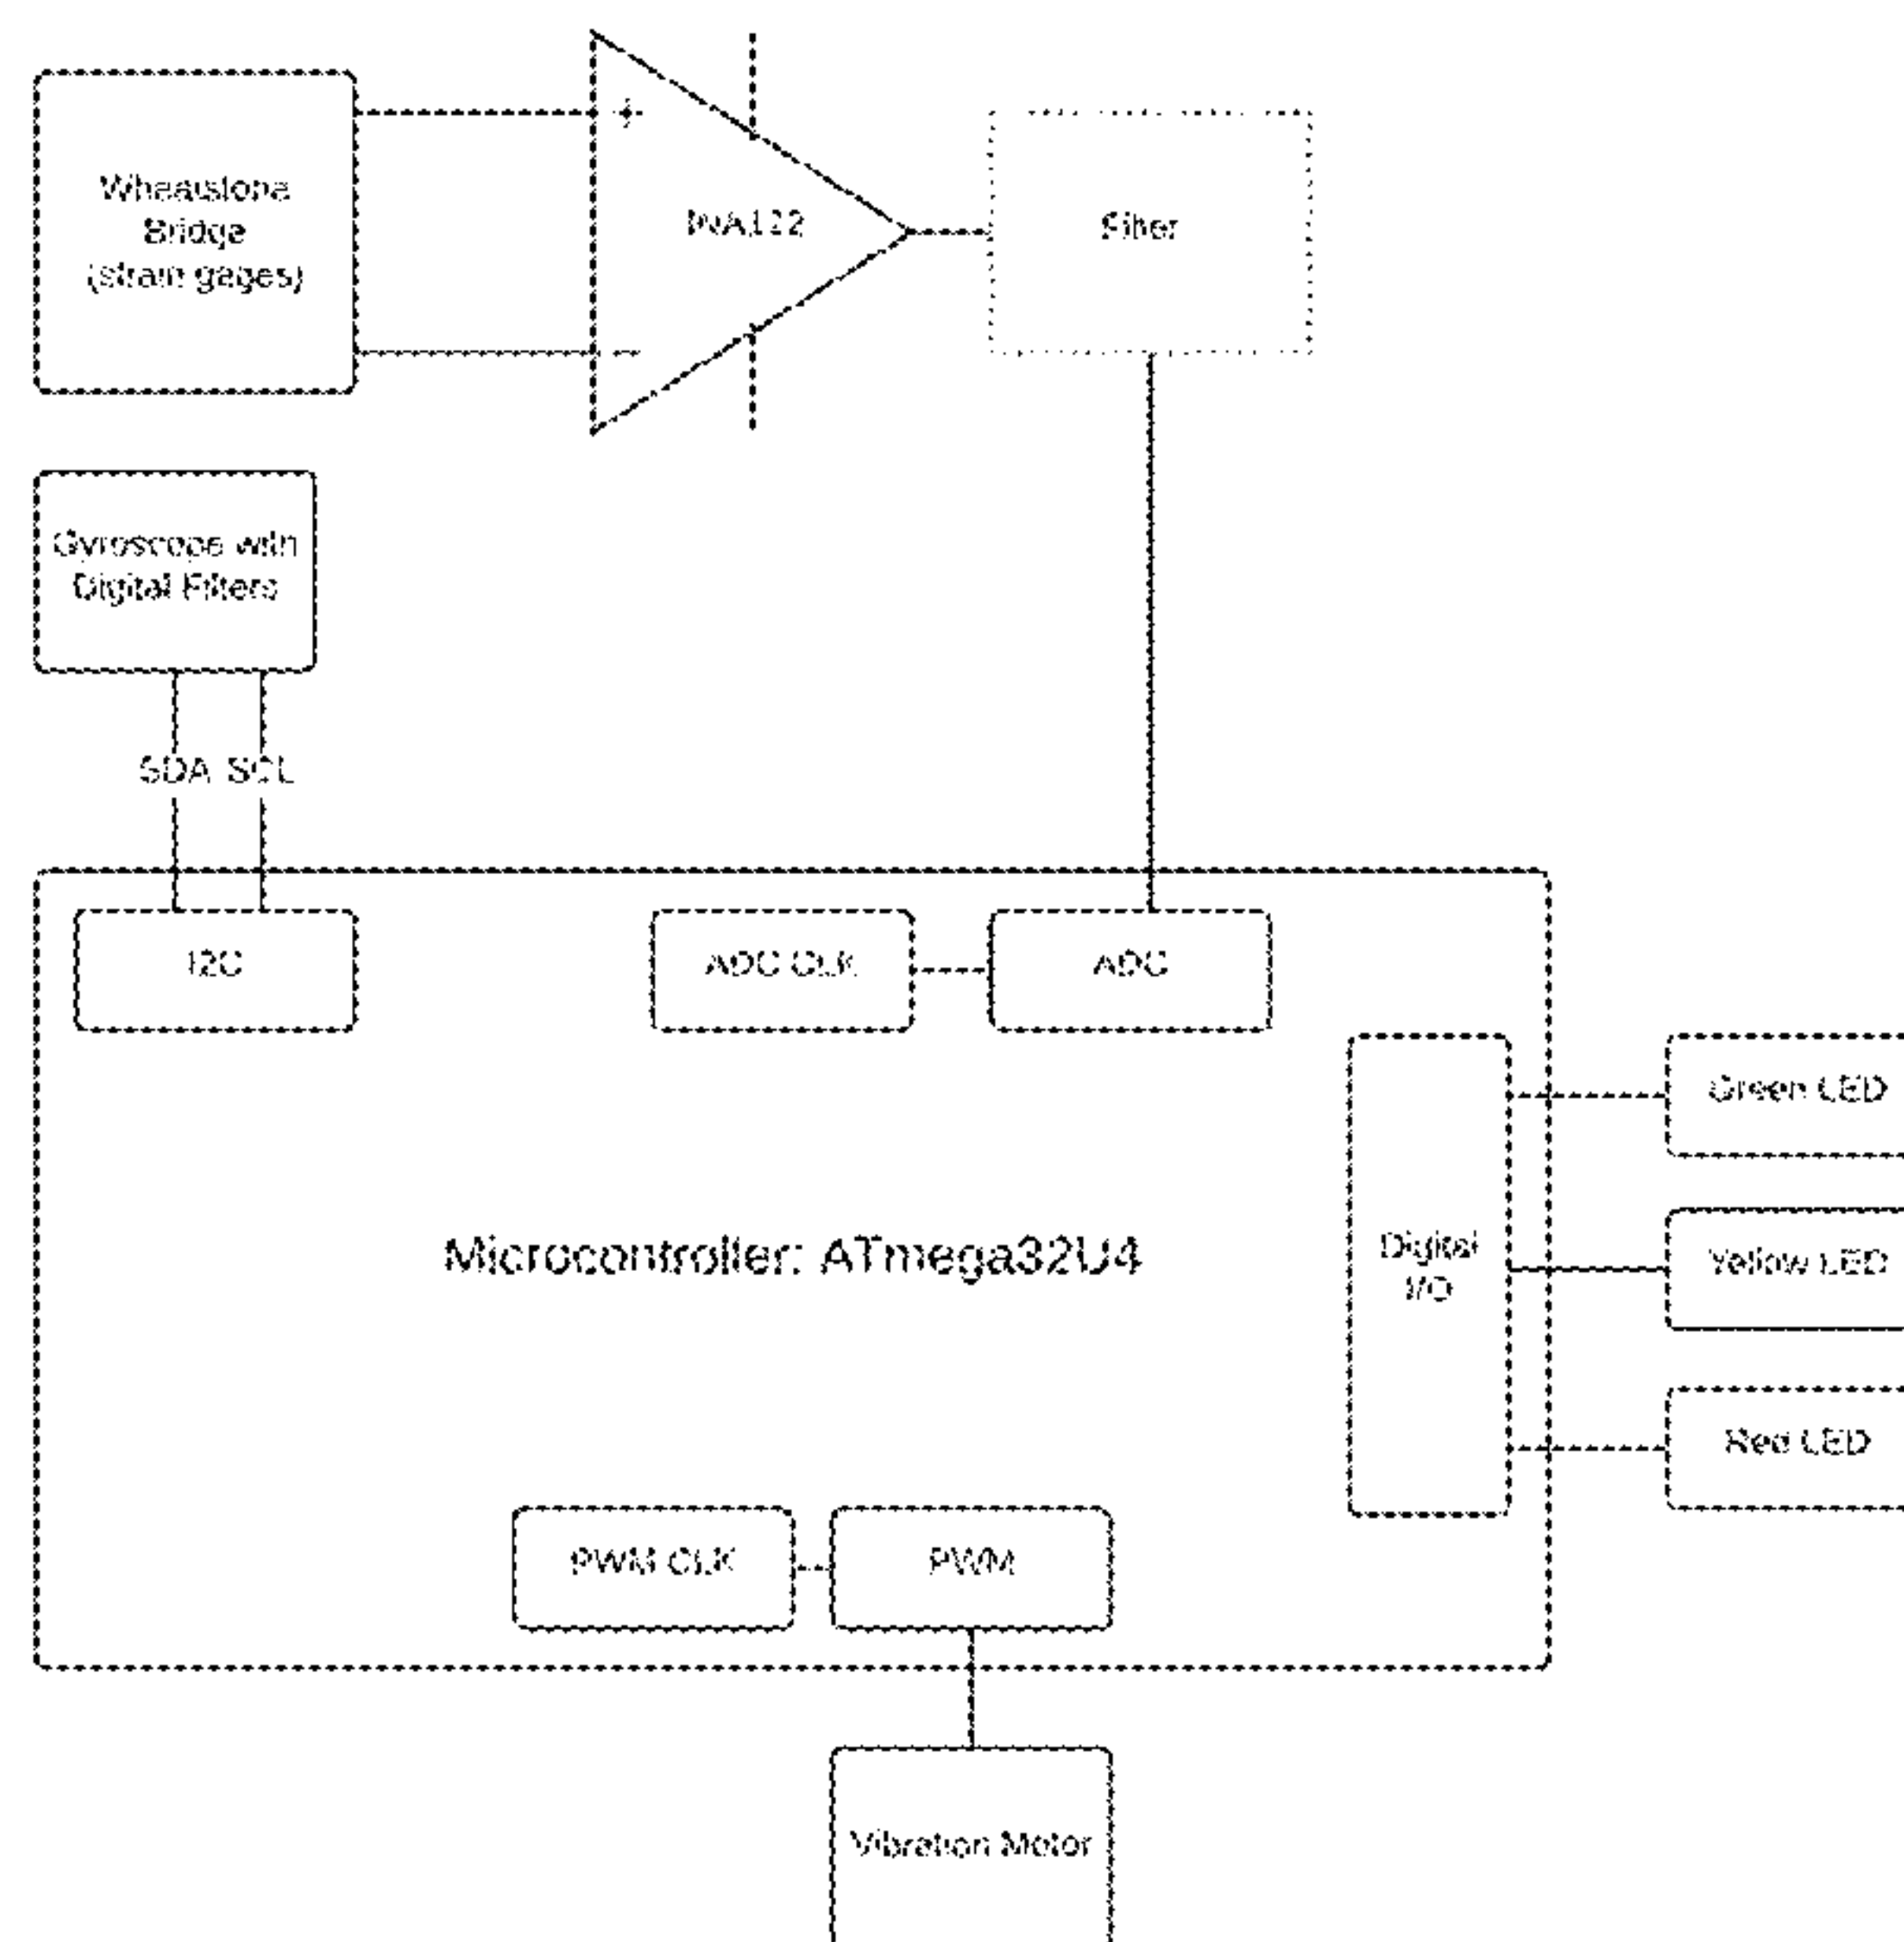 Wheatstone
Bridge
(strain gages)
+
INA122
-
Filter
Gyroscope with
Digital Filters
SDA SCL
I2C
ADC CLK
ADC
Green LED
Microcontroller: ATmega32U4
Digital
I/O
Yellow LED
Red LED
PWM CLK
PWM
Vibration Motor